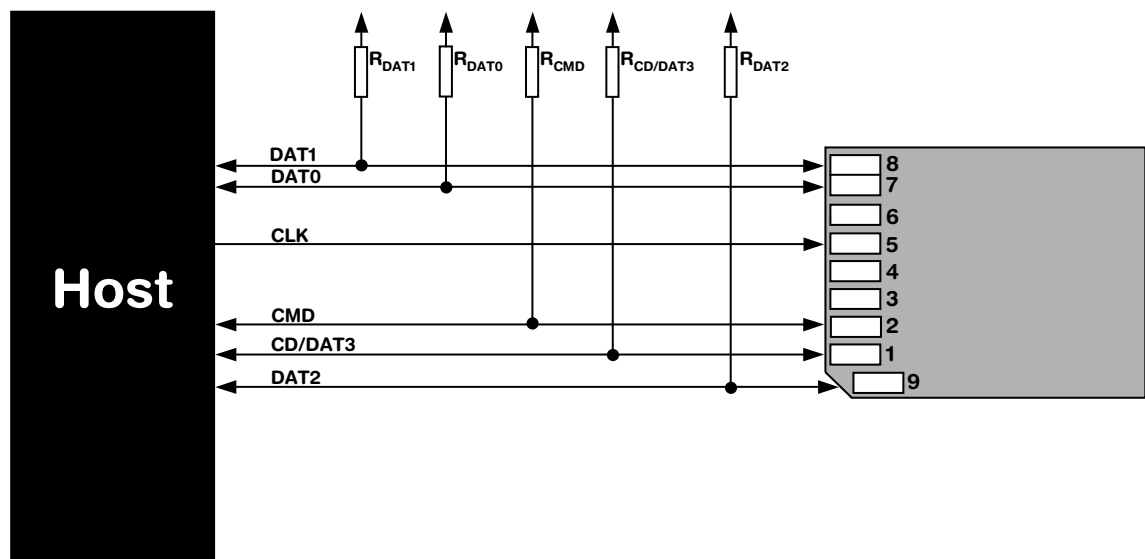 R_DAT1 R_DAT0 R_CMD R_CD/DAT3 R_DAT2
DAT1
8
DAT0
7
6
CLK
5
4
Host
3
CMD
2
CD/DAT3
1
DAT2
9